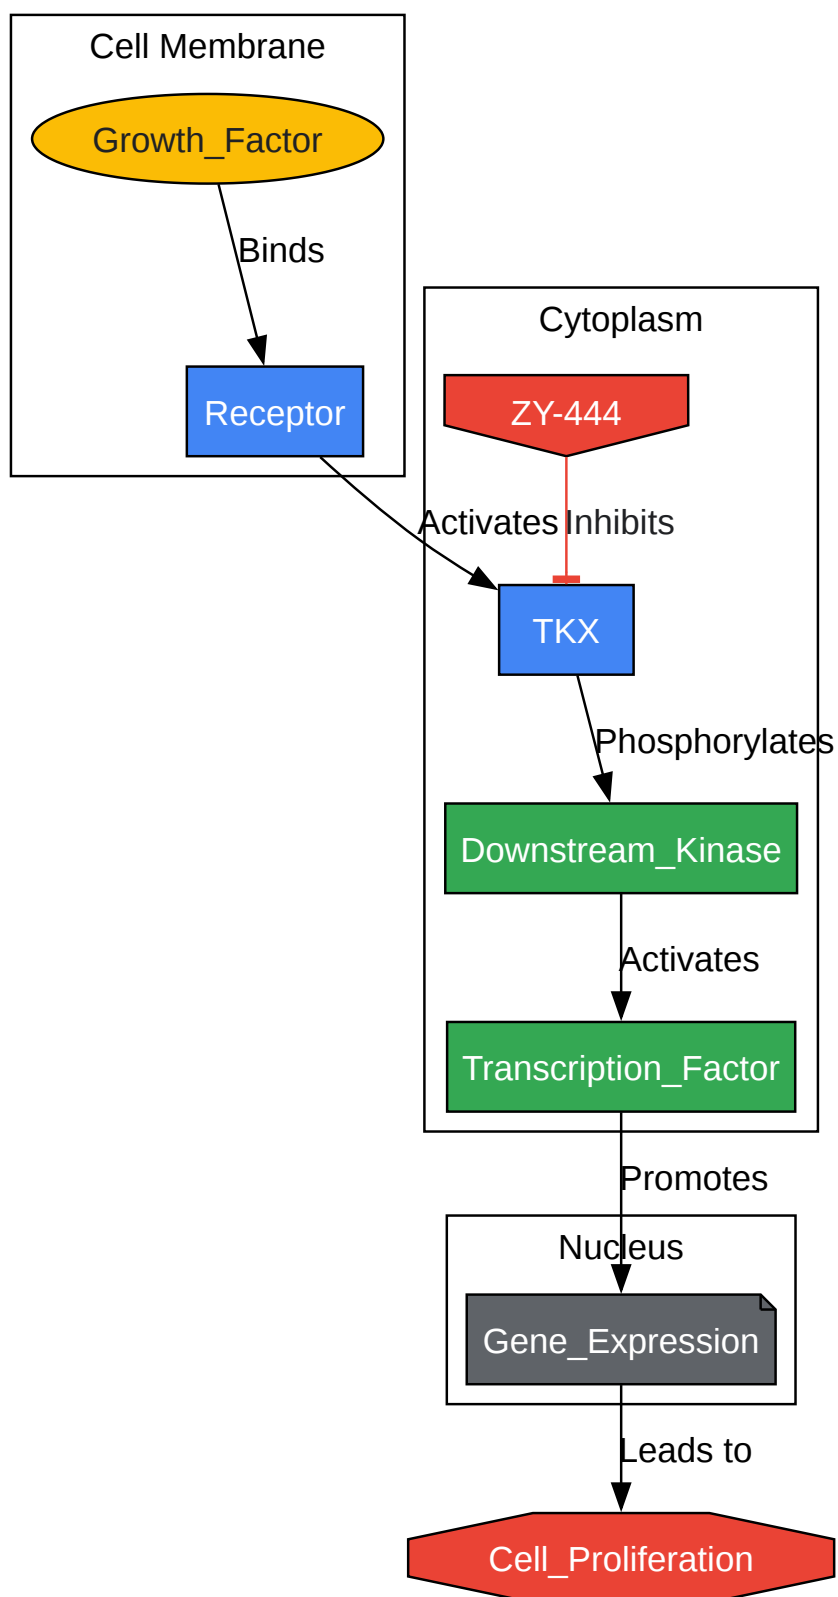 Cell Membrane
Growth_Factor
Binds
Cytoplasm
Receptor
ZY-444
Activates
Inhibits
TKX
Phosphorylates
Downstream_Kinase
Activates
Transcription_Factor
Promotes
Nucleus
Gene_Expression
Leads to
Cell_Proliferation